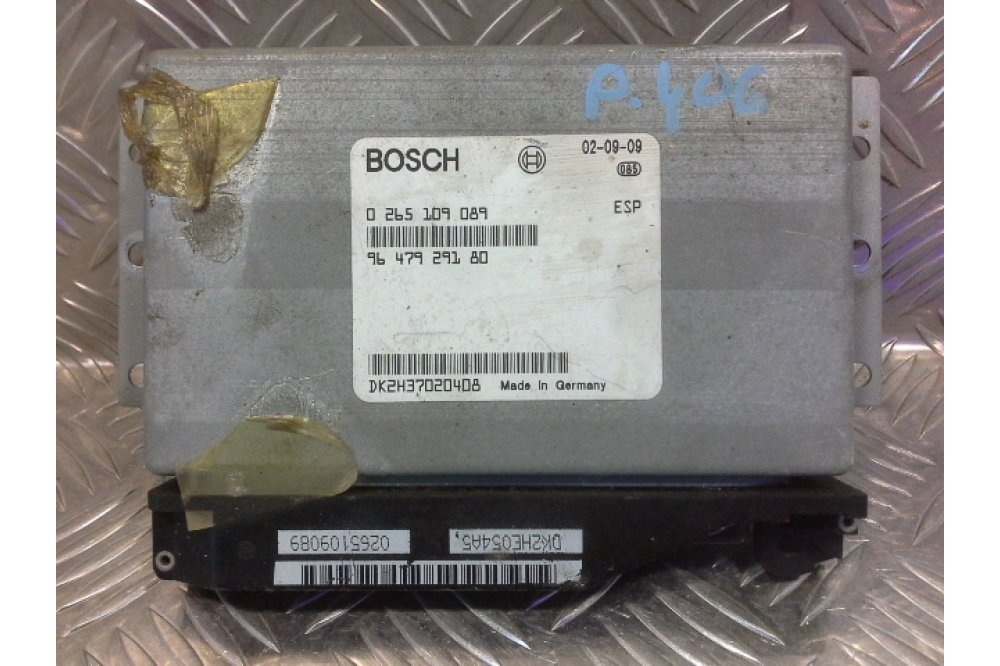 P.406
BOSCH
02-09-09
085
0 265 109 089
ESP
96 479 291 80
DK2H37020408 Made in Germany
0265109089 DK2HE054A5,